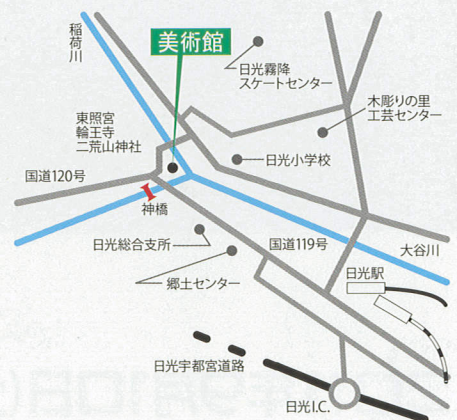 稲荷川
美術館
日光霧降
スケートセンター
木彫りの里
工芸センター
東照宮
輪王寺
二荒山神社
日光小学校
国道120号
神橋
日光総合支所
国道119号
大谷川
郷土センター
日光駅
日光宇都宮道路
日光I.C.